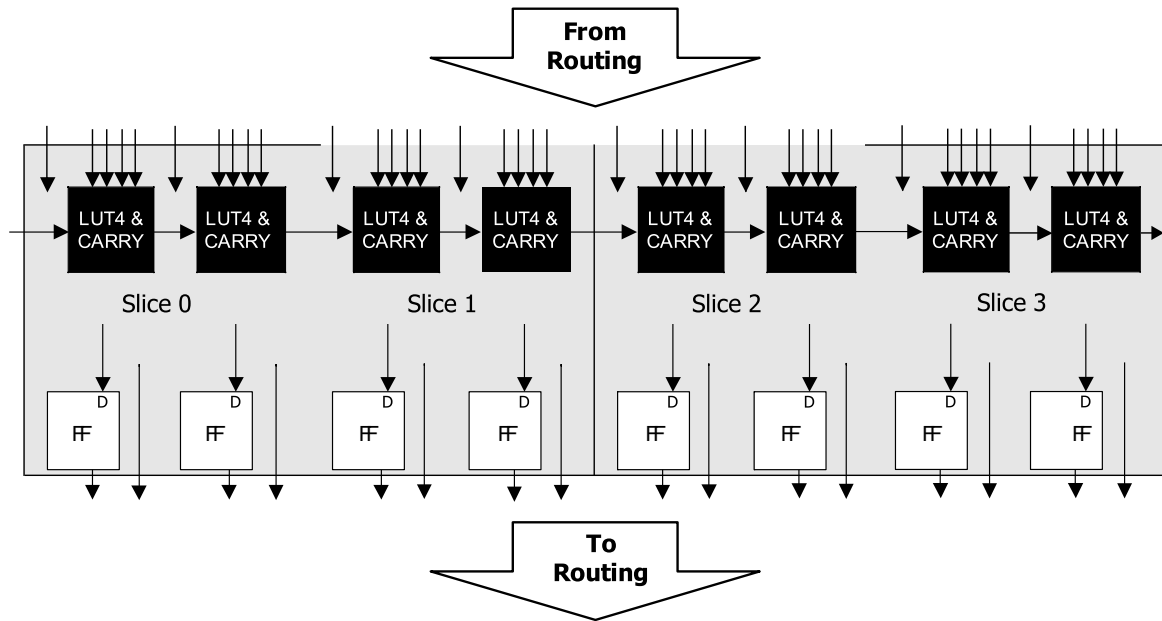 From
Routing
LUT4 &
CARRY
LUT4 &
CARRY
LUT4 &
CARRY
LUT4 &
CARRY
LUT4 &
CARRY
LUT4 &
CARRY
LUT4 &
CARRY
LUT4 &
CARRY
Slice 0
Slice 1
Slice 2
Slice 3
D
FF
D
FF
D
FF
D
FF
D
FF
D
FF
D
FF
D
FF
To
Routing